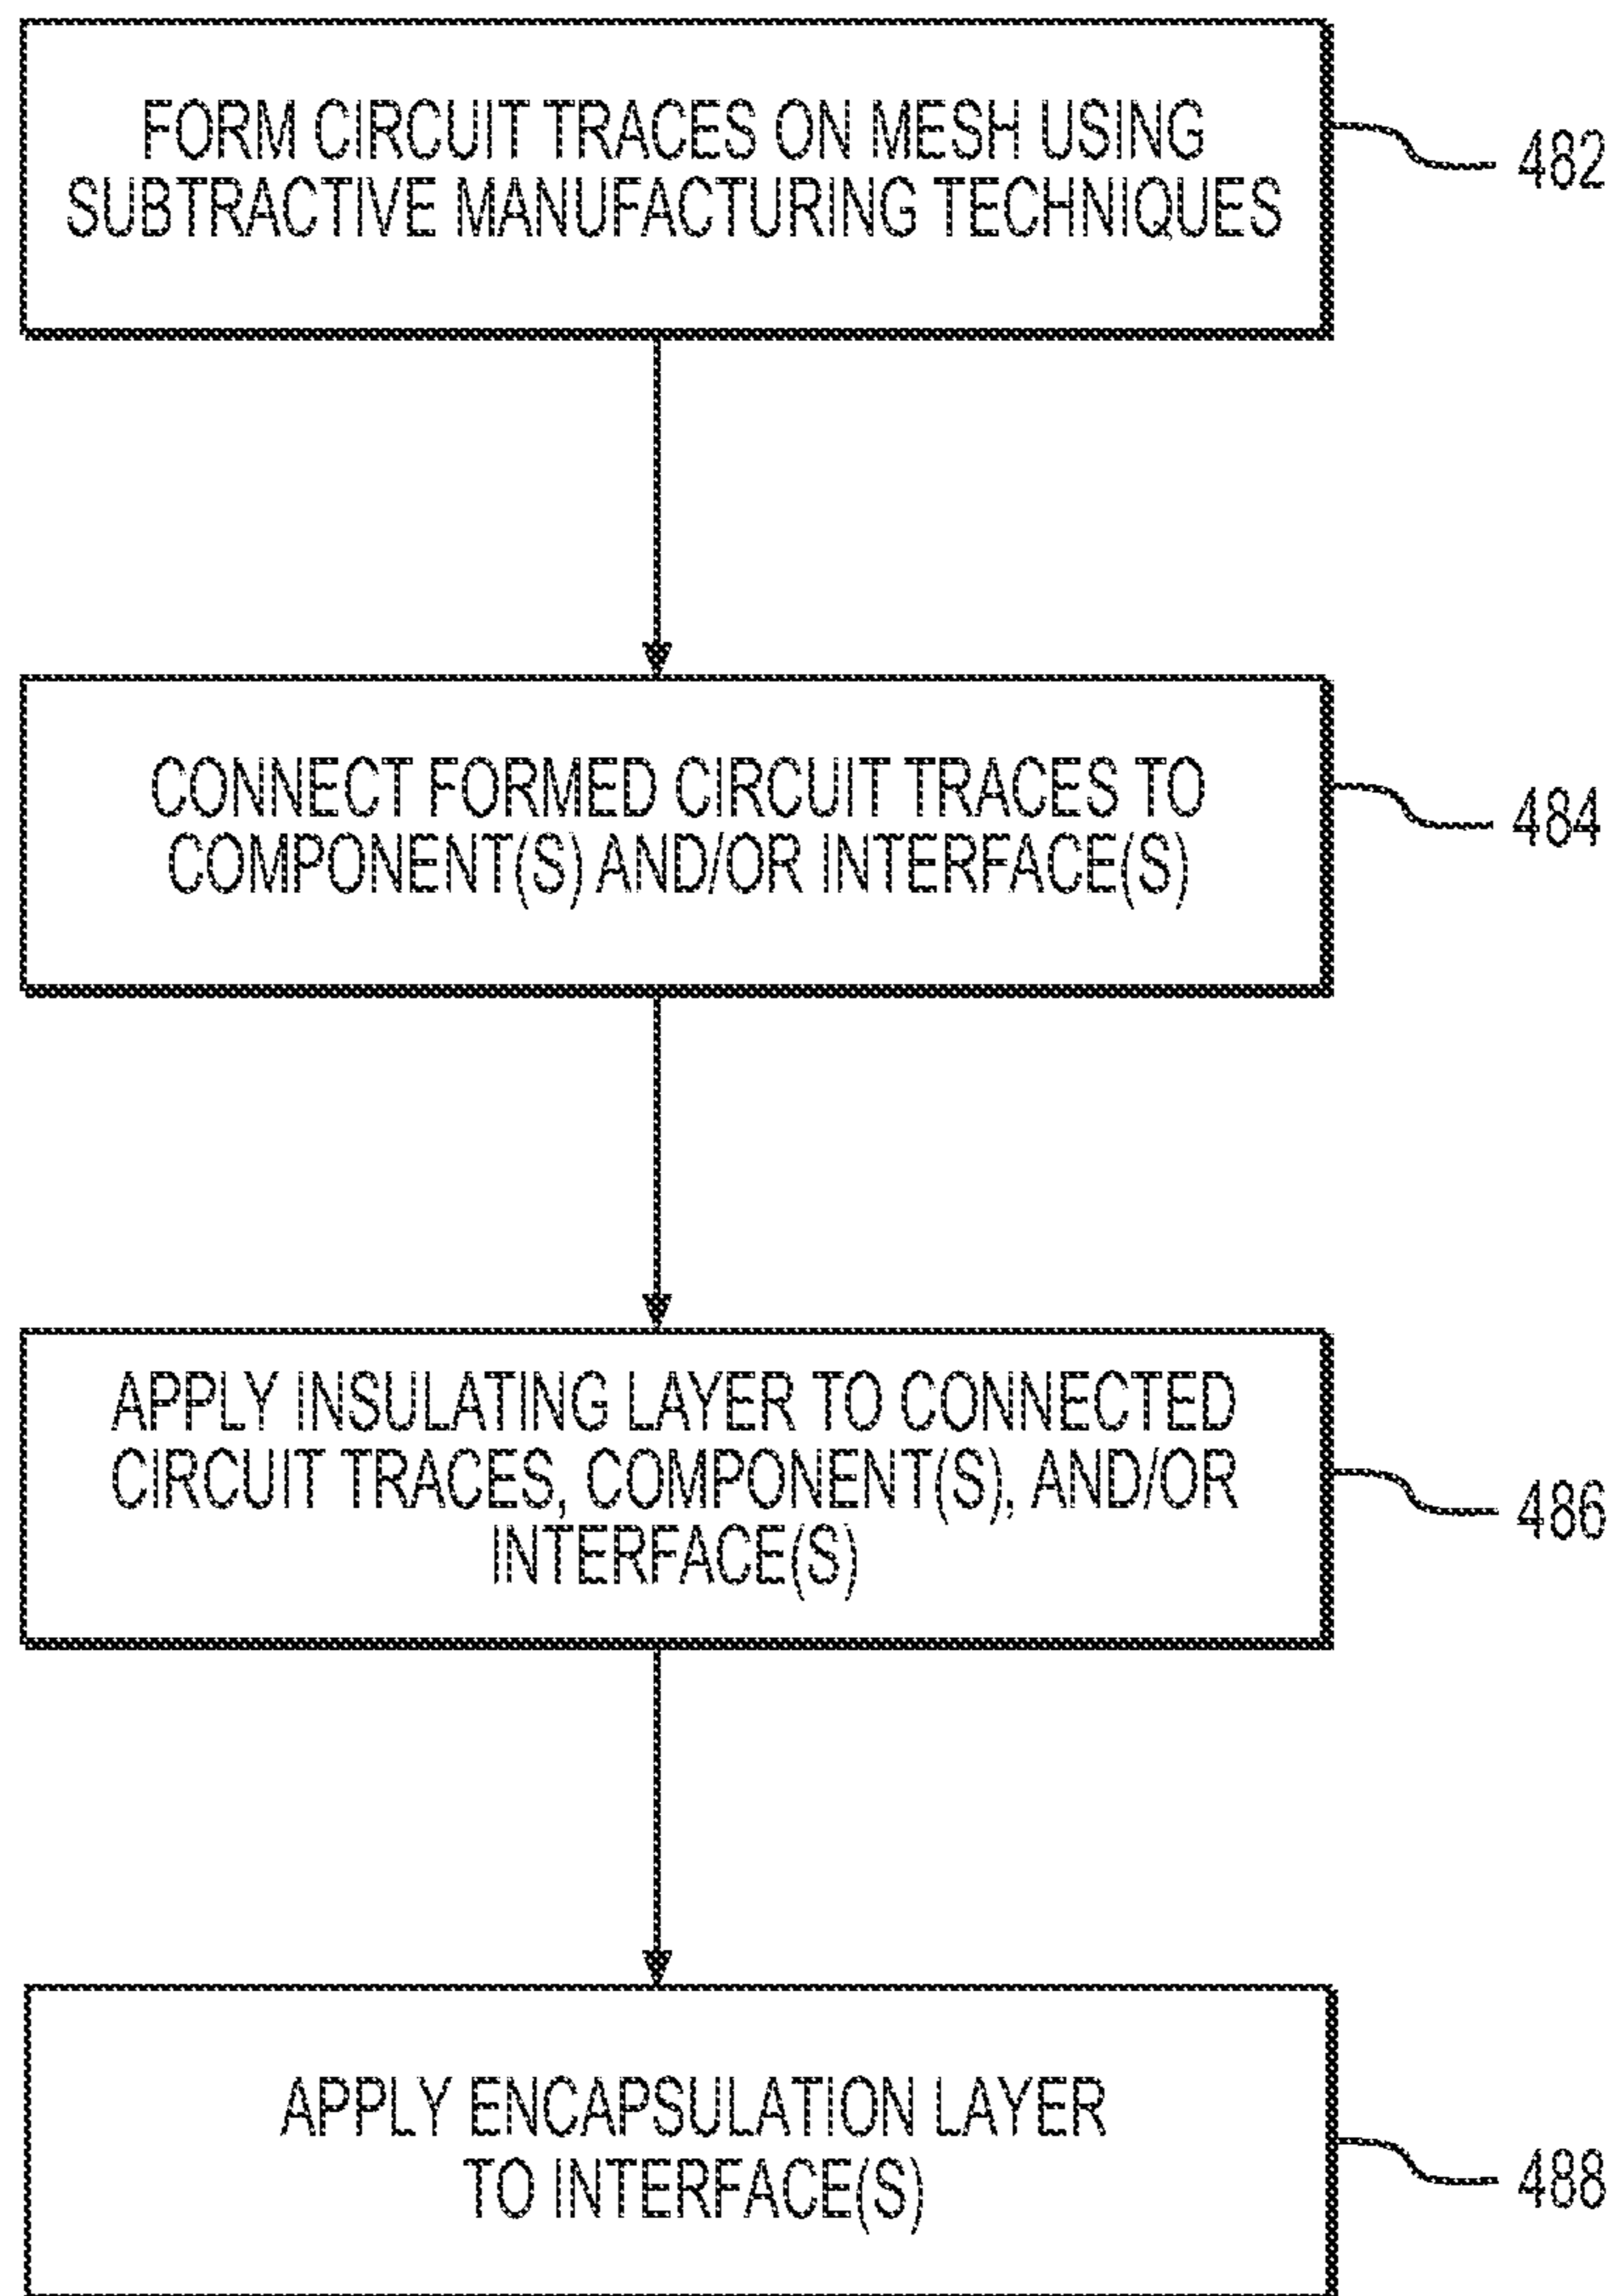 FORM CIRCUIT TRACES ON MESH USING
SUBTRACTIVE MANUFACTURING TECHNIQUES
482
CONNECT FORMED CIRCUIT TRACES TO
COMPONENT(S) AND/OR INTERFACE(S)
484
APPLY INSULATING LAYER TO CONNECTED
CIRCUIT TRACES, COMPONENT(S), AND/OR
INTERFACE(S)
486
APPLY ENCAPSULATION LAYER
TO INTERFACE(S)
488